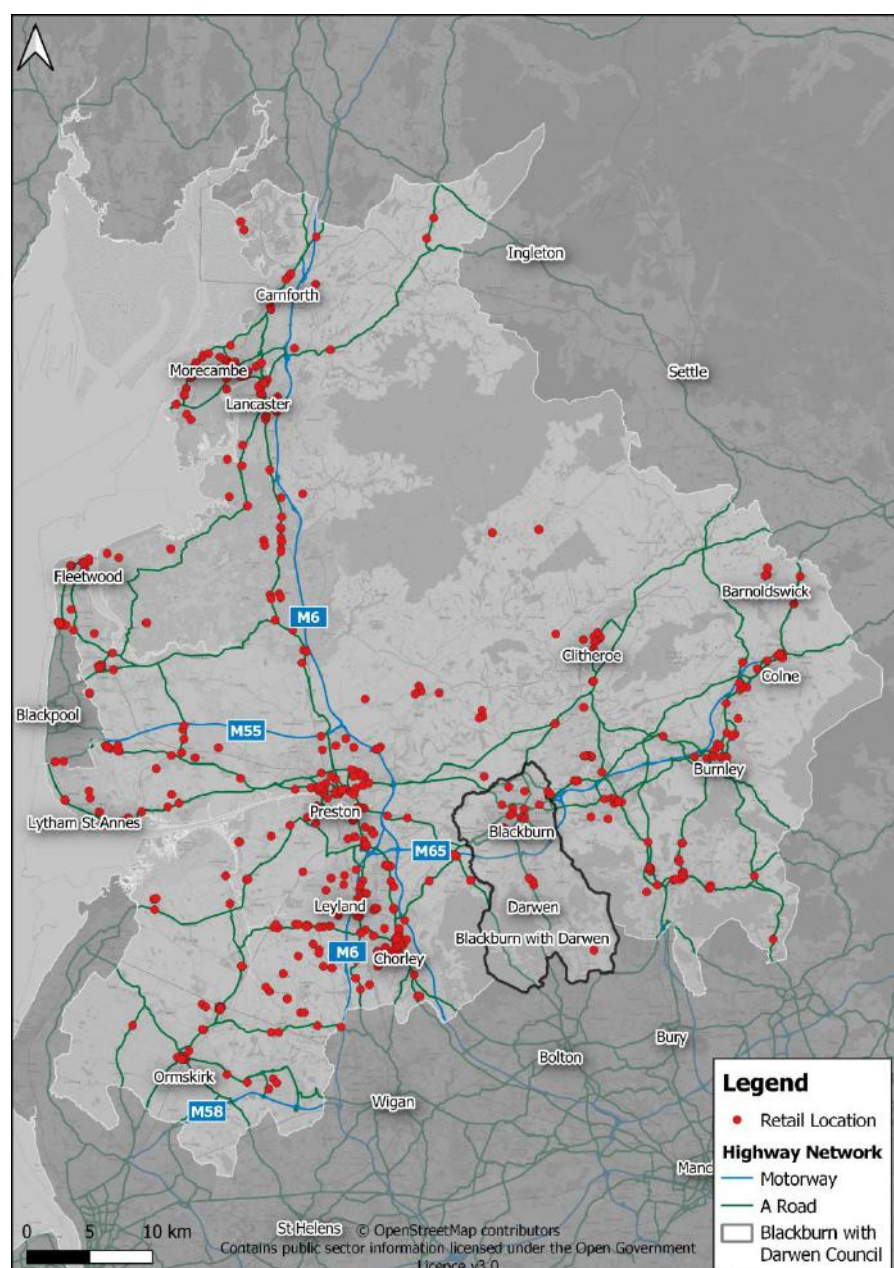 Ingleton
Carnforth
Settle
Morecambe
Lancaster
Fleetwood
Barnoldswick
M6
Clitheroe
Colne
Blackpool
M55
Burnley
Preston
Lytham St Annes
Blackburn
M65
Leyland
Darwen
Blackburn with Darwen
M6
Chorley
Bury
Bolton
Ormskirk
Wigan
M58
Legend
Retail Location
Highway Network
Motorway
A Road
Blackburn with
Darwen Council
Manc
0 5 10 km
St Helens
© OpenStreetMap contributors
Contains public sector information licensed under the Open Government
Licence v3.0